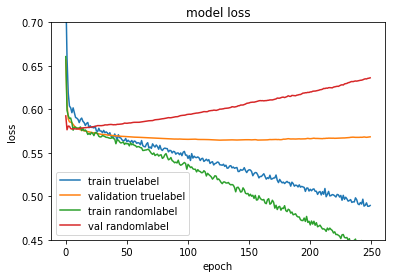 model loss
0.70
0.65
0.60
0.55
0.50
0.45
loss
train truelabel
validation truelabel
train randomlabel
val randomlabel
0 50 100 150 200 250
epoch